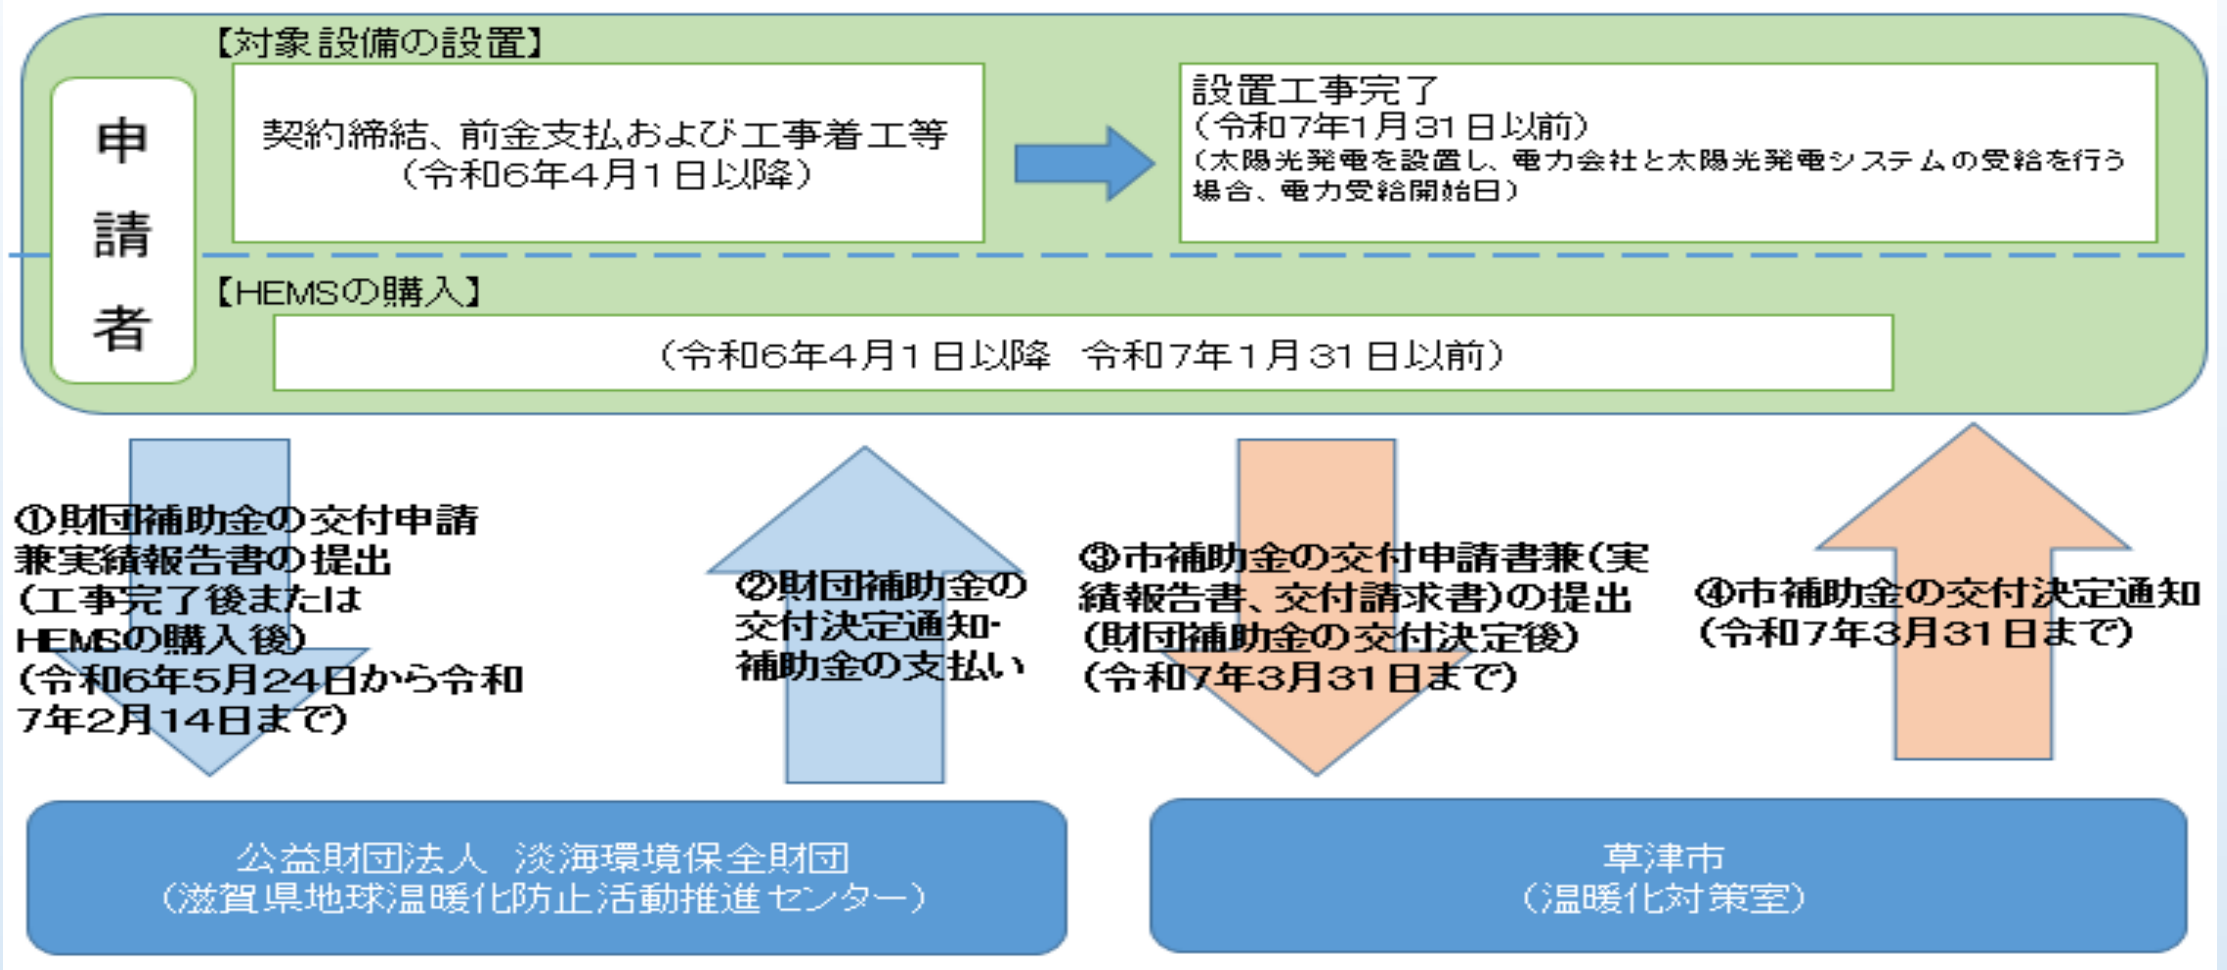 【対象設備の設置】
申
請
者
契約締結、前金支払および工事着工等
（令和6年4月1日以降）
設置工事完了
（令和7年1月31日以前）
（太陽光発電を設置し、電力会社と太陽光発電システムの受給を行う
場合、電力受給開始日）
【HEMSの購入】
（令和6年4月1日以降　令和7年1月31日以前）
①財団補助金の交付申請
兼実績報告書の提出
（工事完了後または
HEMSの購入後）
（令和6年5月24日から令和
7年2月14日まで）
②財団補助金の
交付決定通知・
補助金の支払い
③市補助金の交付申請書兼（実
績報告書、交付請求書）の提出
（財団補助金の交付決定後）
（令和7年3月31日まで）
④市補助金の交付決定通知
（令和7年3月31日まで）
公益財団法人　淡海環境保全財団
（滋賀県地球温暖化防止活動推進センター）
草津市
（温暖化対策室）